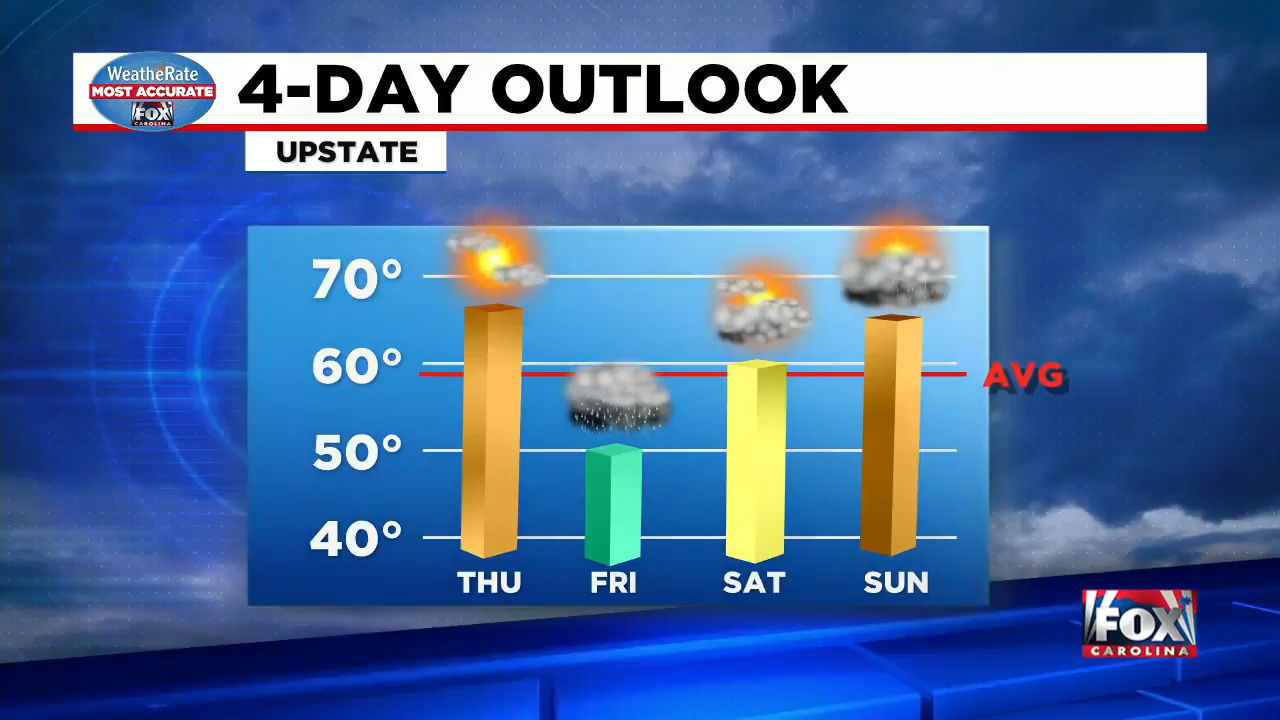 WeatheRate
MOST ACCURATE
FOX
CAROLINA
4-DAY OUTLOOK
UPSTATE
70°
60°
AVG
50°
40°
THU FRI SAT SUN
FOX
CAROLINA